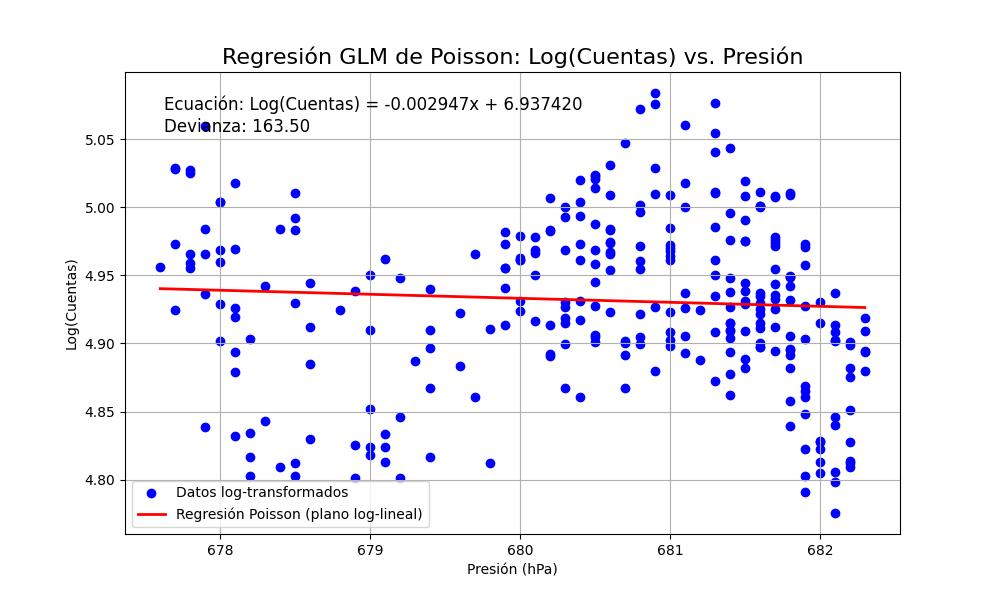 Regresión GLM de Poisson: Log(Cuentas) vs. Presión
Ecuación: Log(Cuentas) = -0.002947x + 6.937420
Devianza: 163.50
Log(Cuentas)
5.05
5.00
4.95
4.90
4.85
4.80
Datos log-transformados
Regresión Poisson (plano log-lineal)
678 679 680 681 682
Presión (hPa)